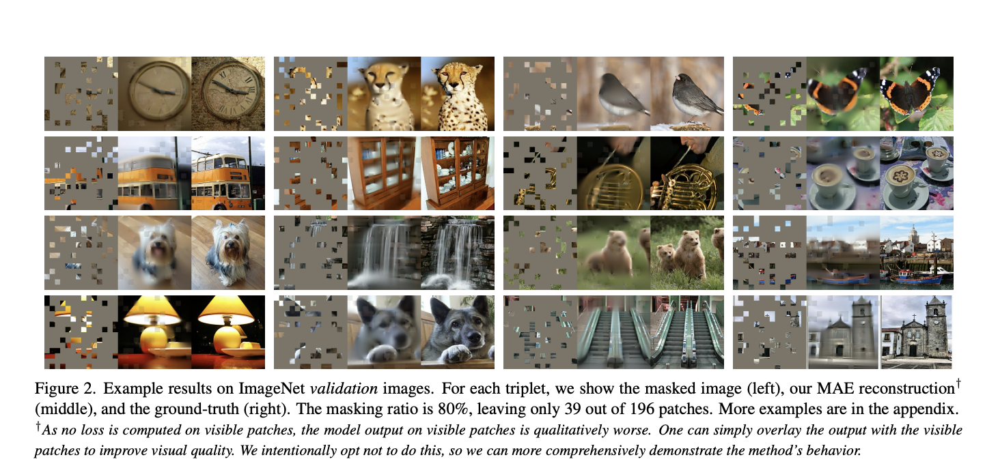 Figure 2. Example results on ImageNet validation images. For each triplet, we show the masked image (left), our MAE reconstruction†
(middle), and the ground-truth (right). The masking ratio is 80%, leaving only 39 out of 196 patches. More examples are in the appendix.
†As no loss is computed on visible patches, the model output on visible patches is qualitatively worse. One can simply overlay the output with the visible
patches to improve visual quality. We intentionally opt not to do this, so we can more comprehensively demonstrate the method’s behavior.